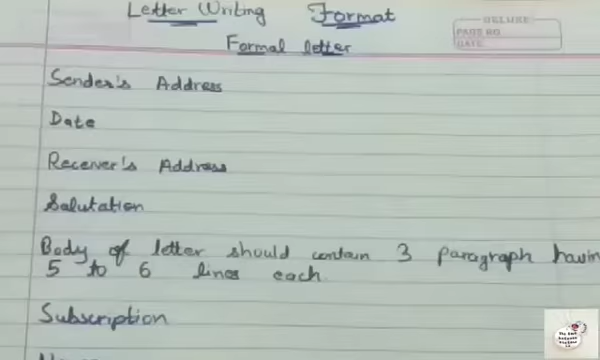 Letter Writing Format
DELUXE
PAGE NO
DATE
Formal letter
Sender's Address
Date
Receiver's Address
Salutation
Body of letter should contain 3 paragraph
5 to 6 lines each.
Subscription